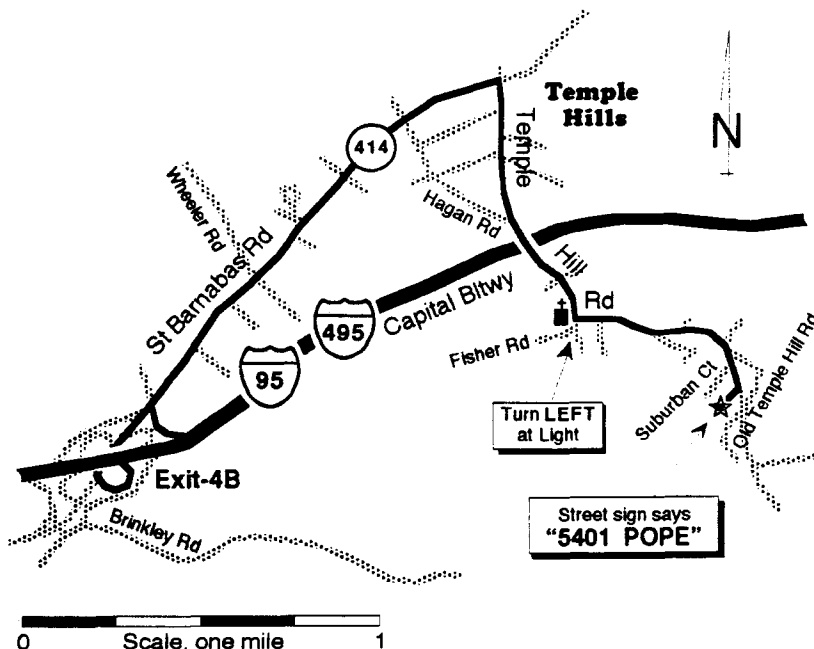 Temple
Hills
N
414
Temple
Wheeler Rd
Hagan Rd
St Barnabas Rd
Hill
Rd
495
Capital Bltwy
95
Fisher Rd
Suburban Ct
Old Temple Hill Rd
Turn LEFT
at Light
Exit-4B
Brinkley Rd
Street sign says
"5401 POPE"
0 Scale, one mile 1